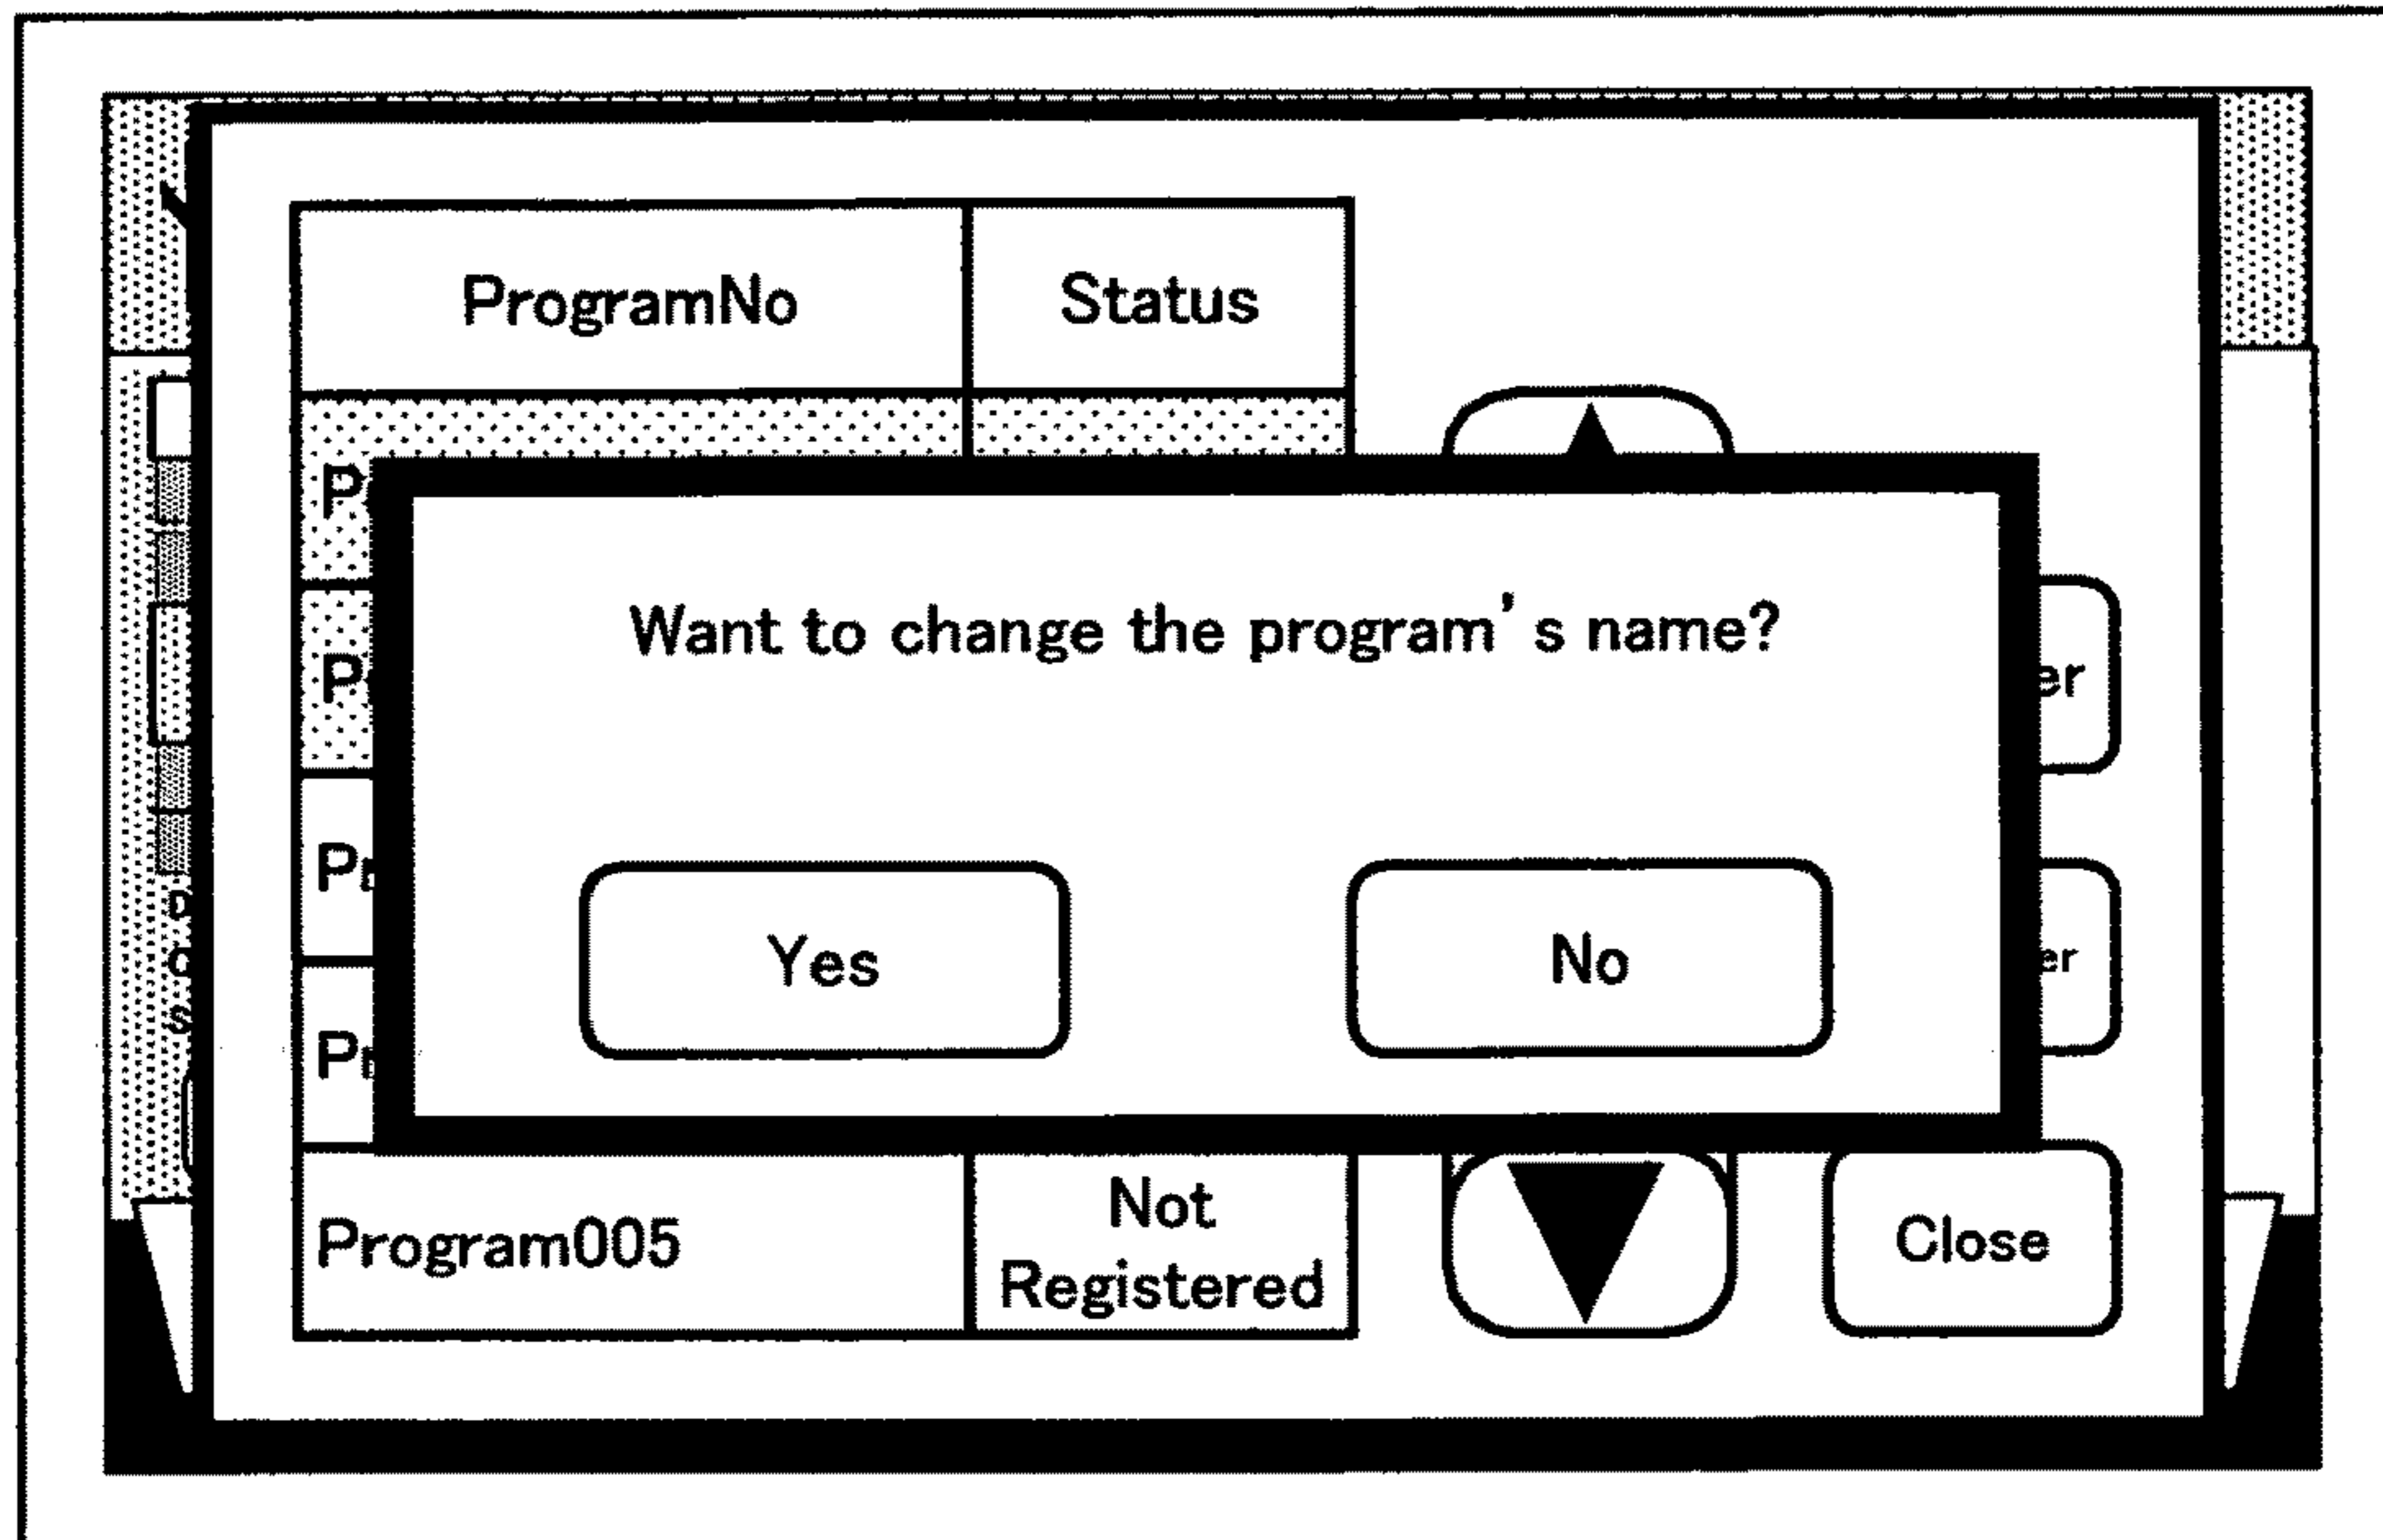 ProgramNo
Status
Want to change the program's name?
Yes
No
Program005
Not
Registered
Close